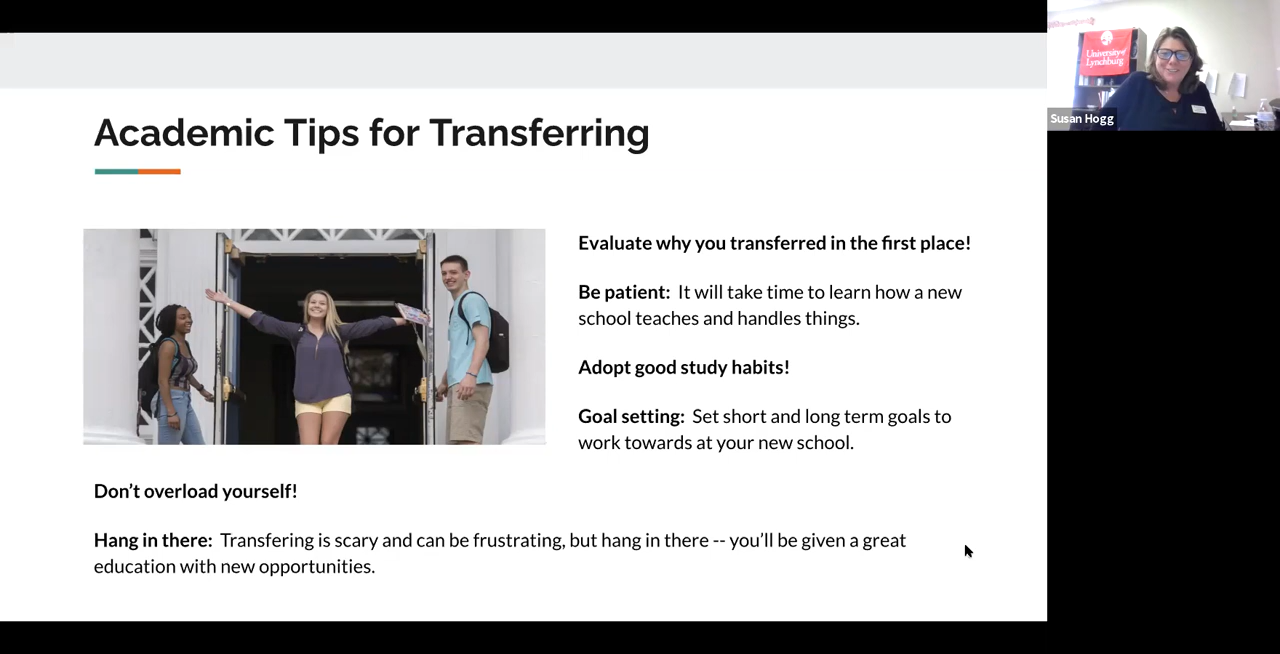 Academic Tips for Transferring
University of
Lynchburg
Susan Hogg
Evaluate why you transferred in the first place!
Be patient: It will take time to learn how a new
school teaches and handles things.
Adopt good study habits!
Goal setting: Set short and long term goals to
work towards at your new school.
Don’t overload yourself!
Hang in there: Transfering is scary and can be frustrating, but hang in there -- you’ll be given a great
education with new opportunities.